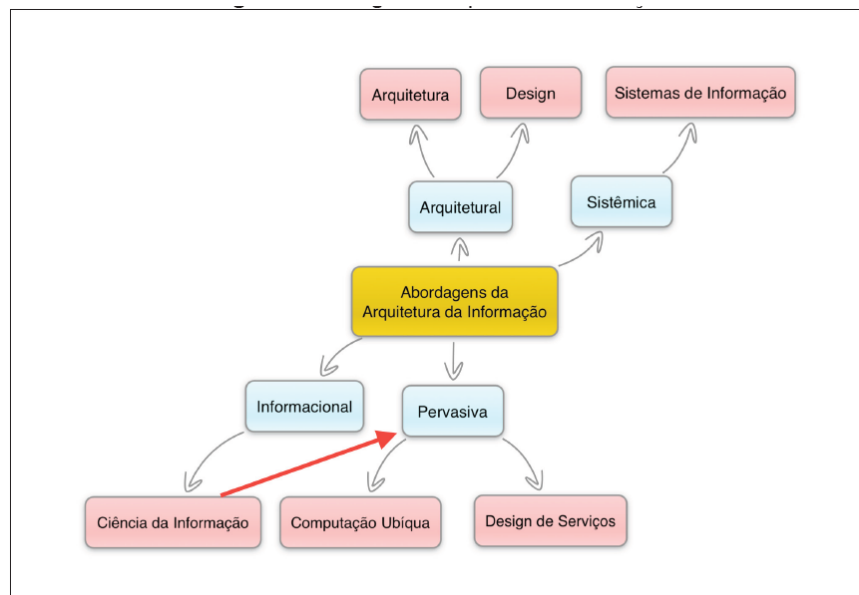 Arquitetura
Design
Sistemas de Informação
Arquitetural
Sistêmica
Abordagens da
Arquitetura da Informação
Informacional
Pervasiva
Ciência da Informação
Computação Ubíqua
Design de Serviços